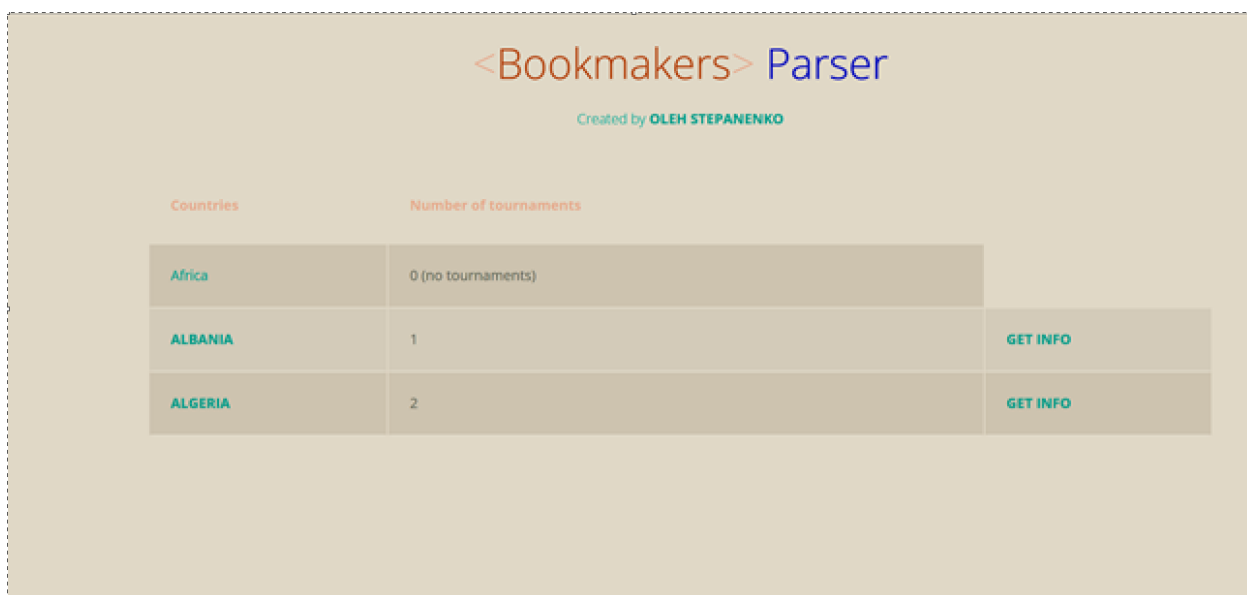 <Bookmakers> Parser
Created by OLEH STEPANENKO
Countries Number of tournaments
Africa 0 (no tournaments)
ALBANIA 1 GET INFO
ALGERIA 2 GET INFO